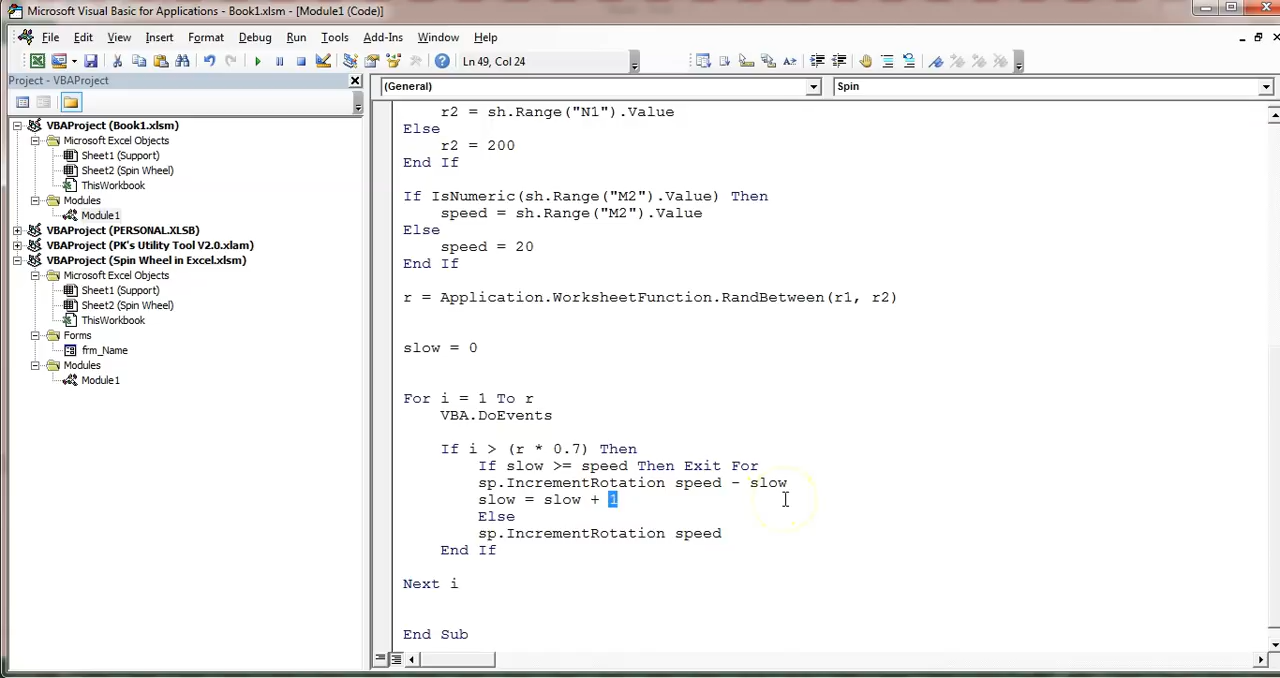 Microsoft Visual Basic for Applications - Book1.xlsm - [Module1 (Code)]
File Edit View Insert Format Debug Run Tools Add-Ins Window Help
Ln 49, Col 24
Project - VBAProject
(General) Spin
VBAProject (Book1.xlsm)
Microsoft Excel Objects
Sheet1 (Support)
Sheet2 (Spin Wheel)
ThisWorkbook
Modules
Module1
VBAProject (PERSONAL.XLSB)
VBAProject (PK's Utility Tool V2.0.xlam)
VBAProject (Spin Wheel in Excel.xlsm)
Microsoft Excel Objects
Sheet1 (Support)
Sheet2 (Spin Wheel)
ThisWorkbook
Forms
frm_Name
Modules
Module1
r2 = sh.Range("N1").Value
Else
r2 = 200
End If
If IsNumeric(sh.Range("M2").Value) Then
speed = sh.Range("M2").Value
Else
speed = 20
End If
r = Application.WorksheetFunction.RandBetween(r1, r2)
slow = 0
For i = 1 To r
VBA.DoEvents
If i > (r * 0.7) Then
If slow >= speed Then Exit For
sp.IncrementRotation speed - slow
slow = slow + 1
Else
sp.IncrementRotation speed
End If
Next i
End Sub